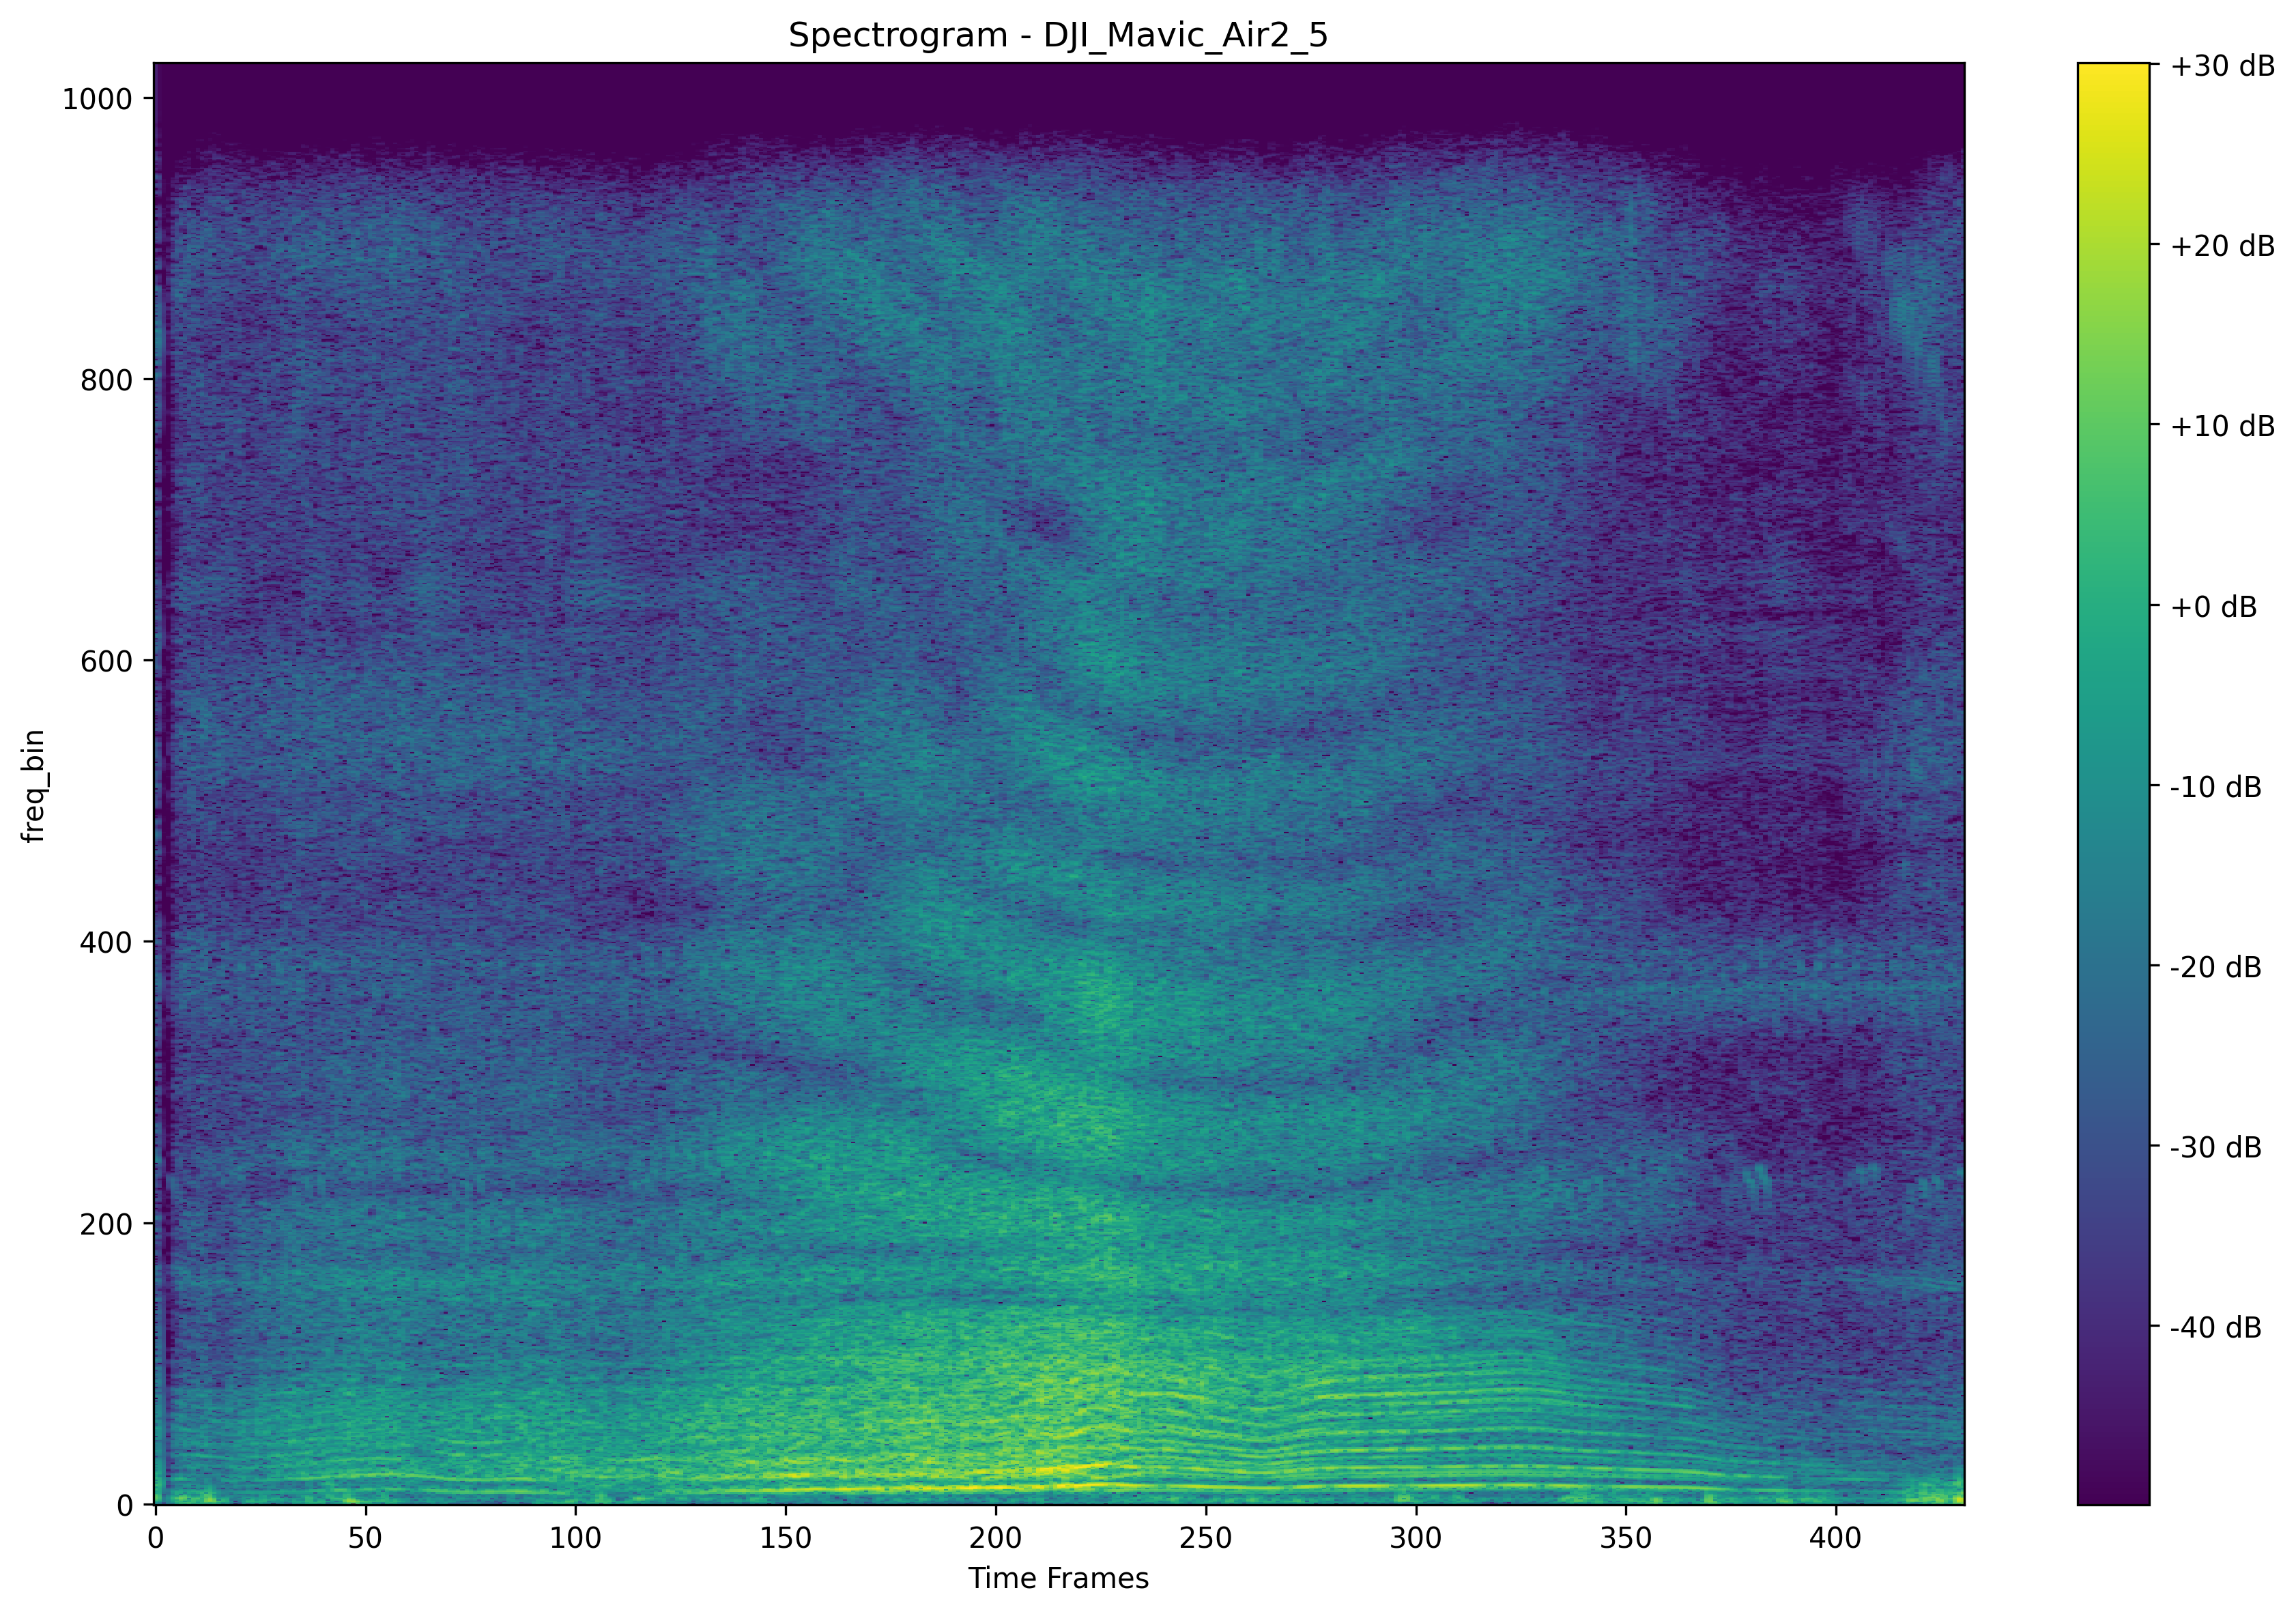 Spectrogram - DJI_Mavic_Air2_5
1000
800
600
400
200
0
freq_bin
0 50 100 150 200 250 300 350 400
Time Frames
+30 dB
+20 dB
+10 dB
+0 dB
-10 dB
-20 dB
-30 dB
-40 dB